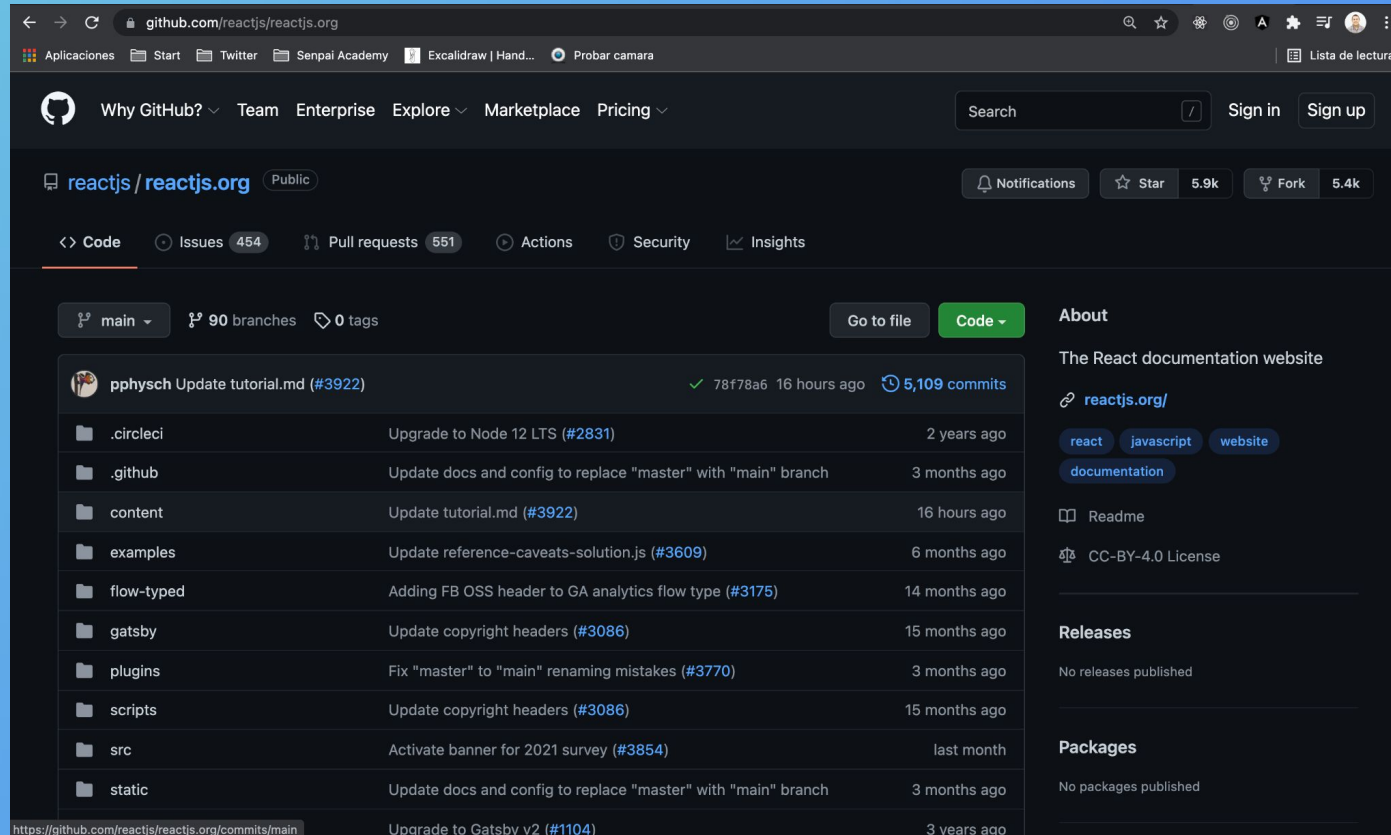 github.com/reactjs/reactjs.org
Aplicaciones Start Twitter Senpai Academy Excalidraw | Hand... Probar camara Lista de lectura
Why GitHub? Team Enterprise Explore Marketplace Pricing Search / Sign in Sign up
reactjs / reactjs.org Public Notifications Star 5.9k Fork 5.4k
<> Code Issues 454 Pull requests 551 Actions Security Insights
main 90 branches 0 tags Go to file Code
pphysch Update tutorial.md (#3922) 78f78a6 16 hours ago 5,109 commits
.circleci Upgrade to Node 12 LTS (#2831) 2 years ago
.github Update docs and config to replace "master" with "main" branch 3 months ago
content Update tutorial.md (#3922) 16 hours ago
examples Update reference-caveats-solution.js (#3609) 6 months ago
flow-typed Adding FB OSS header to GA analytics flow type (#3175) 14 months ago
gatsby Update copyright headers (#3086) 15 months ago
plugins Fix "master" to "main" renaming mistakes (#3770) 3 months ago
scripts Update copyright headers (#3086) 15 months ago
src Activate banner for 2021 survey (#3854) last month
static Update docs and config to replace "master" with "main" branch 3 months ago
Upgrade to Gatsby v2 (#1104) 3 years ago
https://github.com/reactjs/reactjs.org/commits/main
About
The React documentation website
reactjs.org/
react javascript website
documentation
Readme
CC-BY-4.0 License
Releases
No releases published
Packages
No packages published